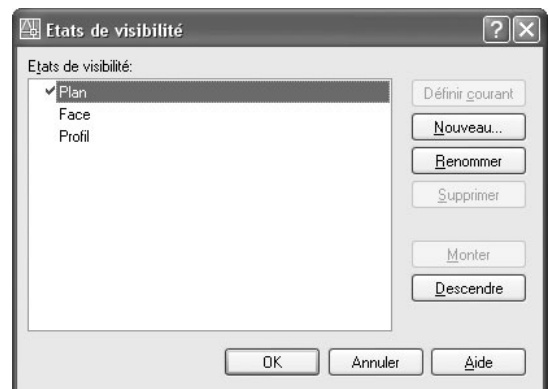 Etats de visibilité
Etats de visibilité:
Plan
Face
Profil
Définir courant
Nouveau...
Renommer
Supprimer
Monter
Descendre
OK
Annuler
Aide